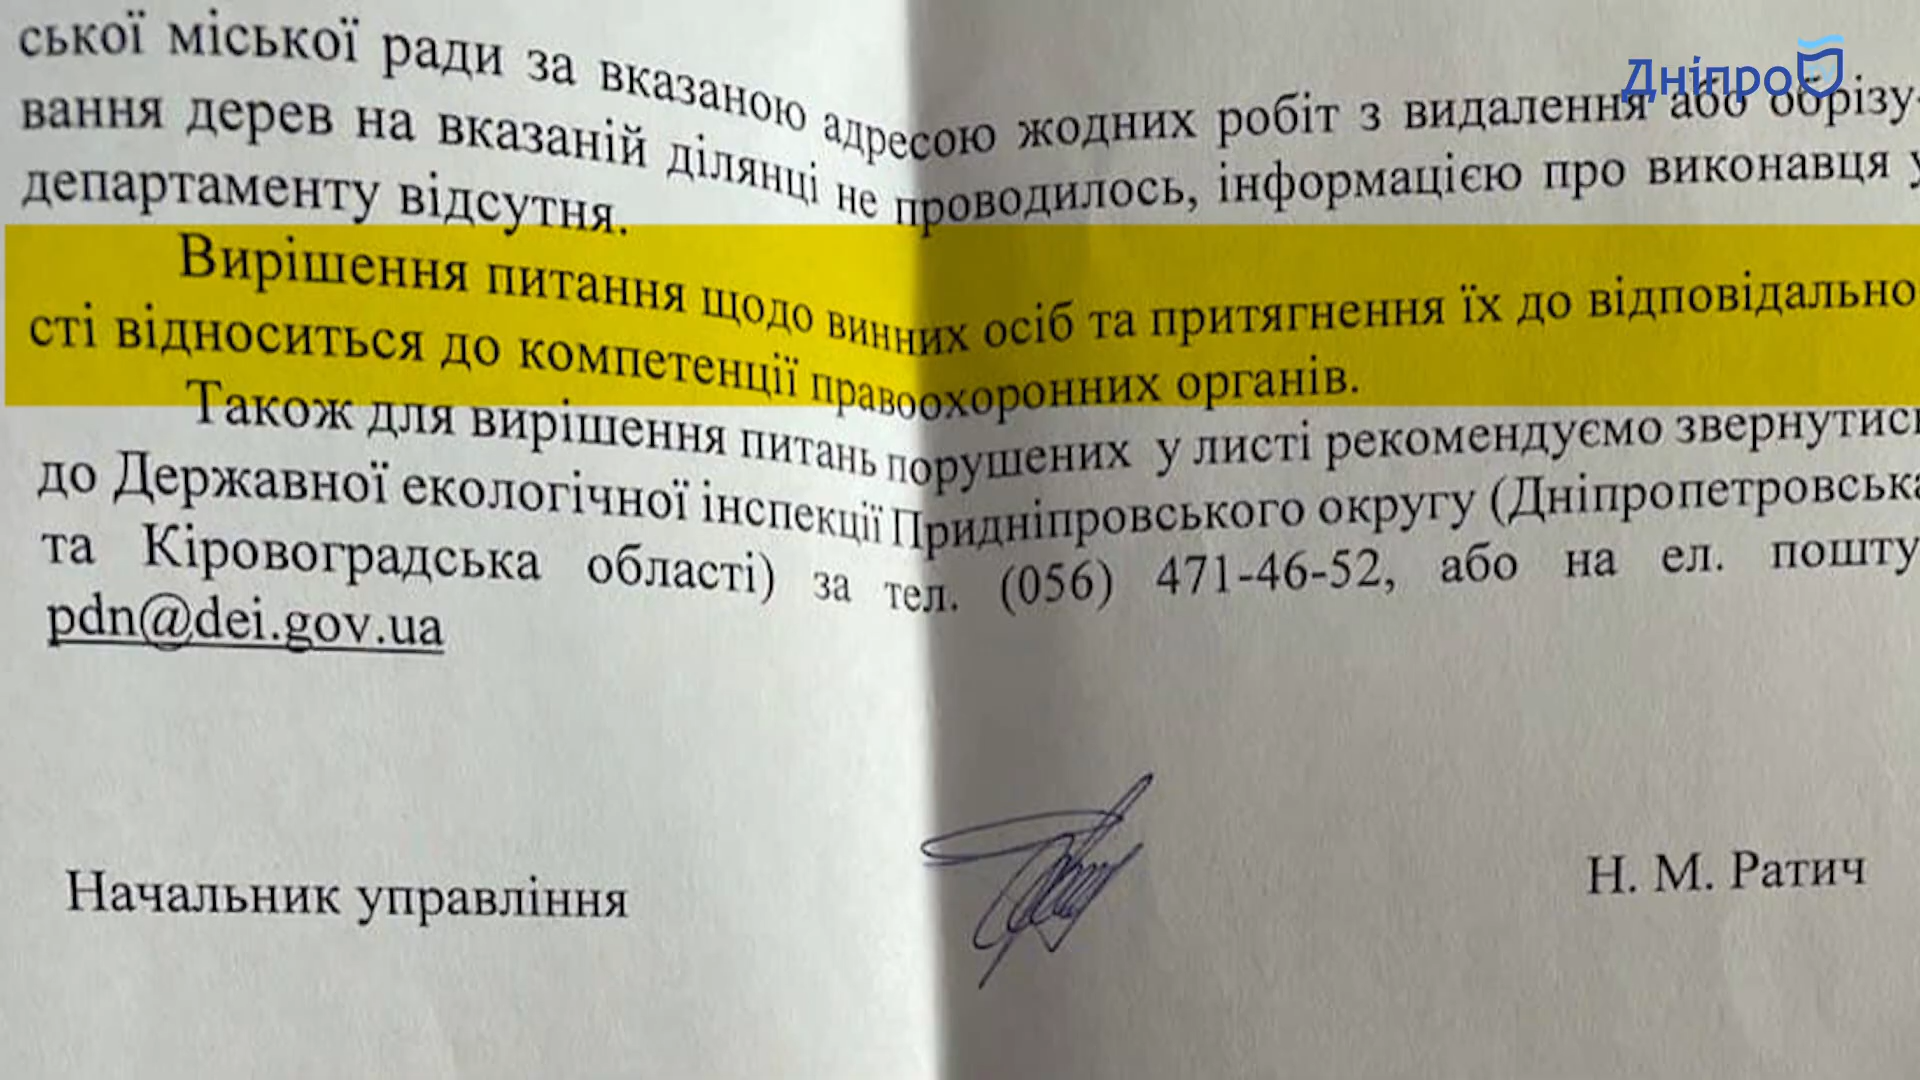 Дніпро
ської міської ради за вказаною адресою жодних робіт з видалення або обрізу-
вання дерев на вказаній ділянці не проводилось, інформацією про виконавця у
департаменту відсутня.
Вирішення питання щодо винних осіб та притягнення їх до відповідально
сті відноситься до компетенції правоохоронних органів.
Також для вирішення питань порушених у листі рекомендуємо звернутись
до Державної екологічної інспекції Придніпровського округу (Дніпропетровська
та Кіровоградська області) за тел. (056) 471-46-52, або на ел. пошту
pdn@dei.gov.ua
Начальник управління Н. М. Ратич